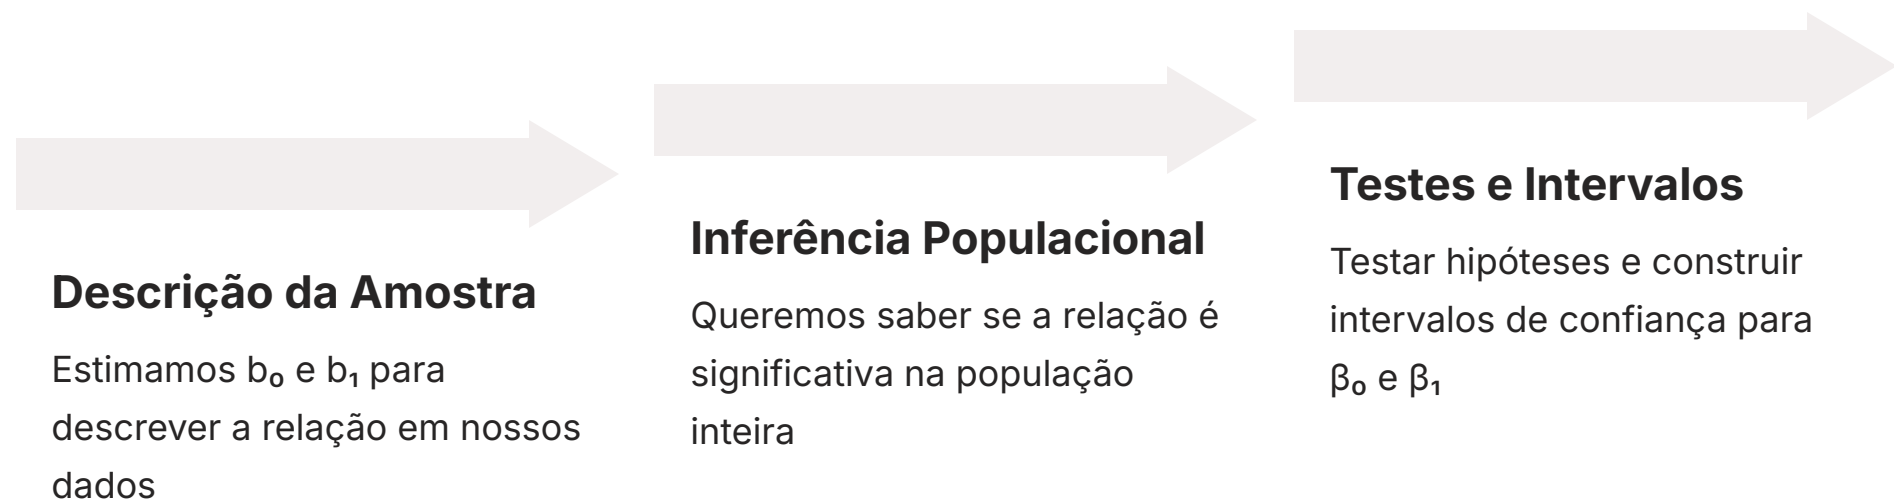 Descrição da Amostra
Estimamos b₀ e b₁ para
descrever a relação em nossos
dados
Inferência Populacional
Queremos saber se a relação é
significativa na população
inteira
Testes e Intervalos
Testar hipóteses e construir
intervalos de confiança para
β₀ e β₁